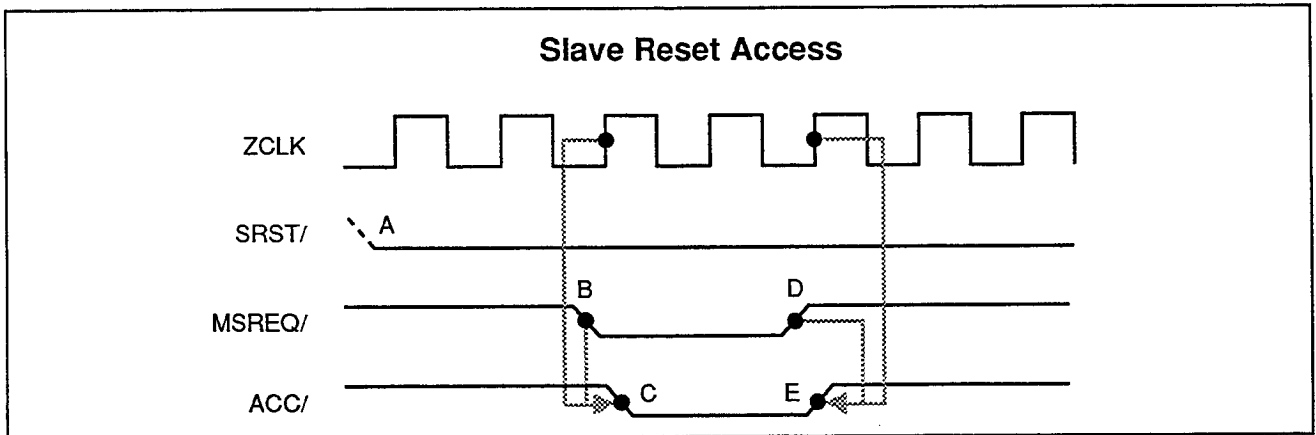 Slave Reset Access
ZCLK
SRST/
A
MSREQ/
B
D
ACC/
C
E